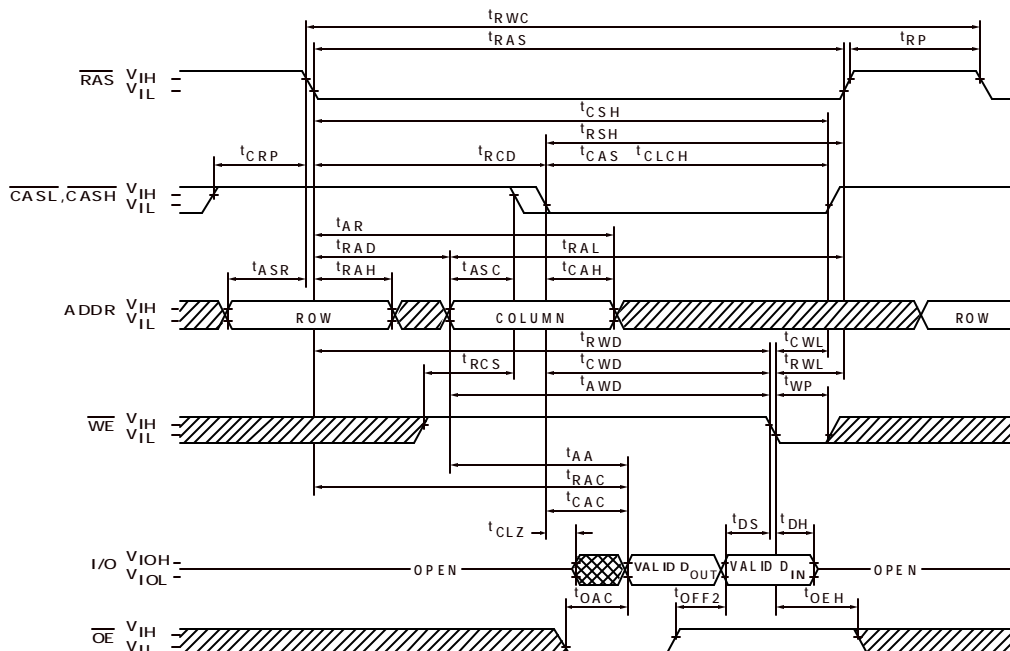 tRWC
tRAS tRP
RAS VIH
VIL
tCSH
tRSH
tCRP tRCD tCAS tCLCH
CASL,CASH VIH
VIL
tAR
tRAD tRAL
tASR tRAH tASC tCAH
ADDR VIH
VIL
ROW COLUMN ROW
tRWD tCWL
tRCS tCWD tRWL
tAWD tWP
WE VIH
VIL
tAA
tRAC
tCAC
tCLZ tDS tDH
I/O VIOH
VIOL
OPEN VALID DOUT VALID DIN OPEN
tOAC tOFF2 tOEH
OE VIH
VIL